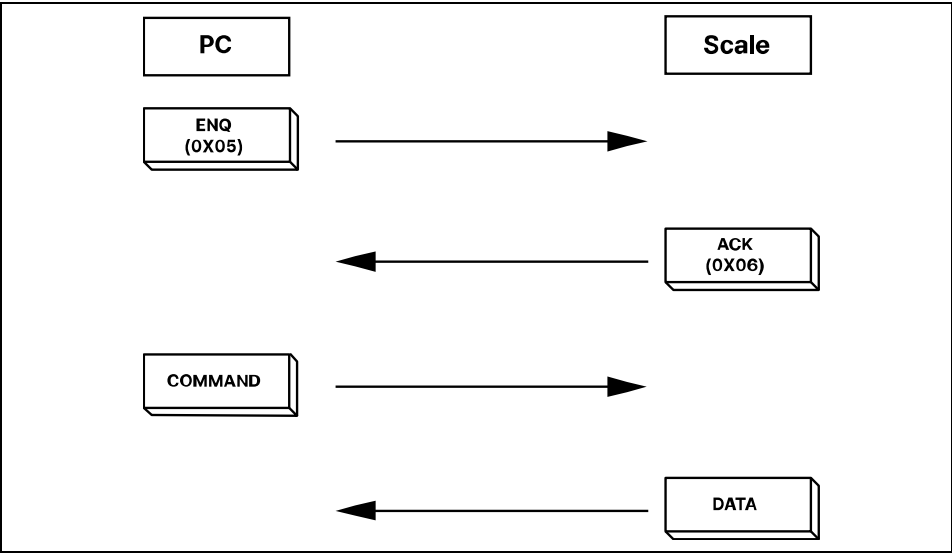 PC
Scale
ENQ
(0X05)
ACK
(0X06)
COMMAND
DATA